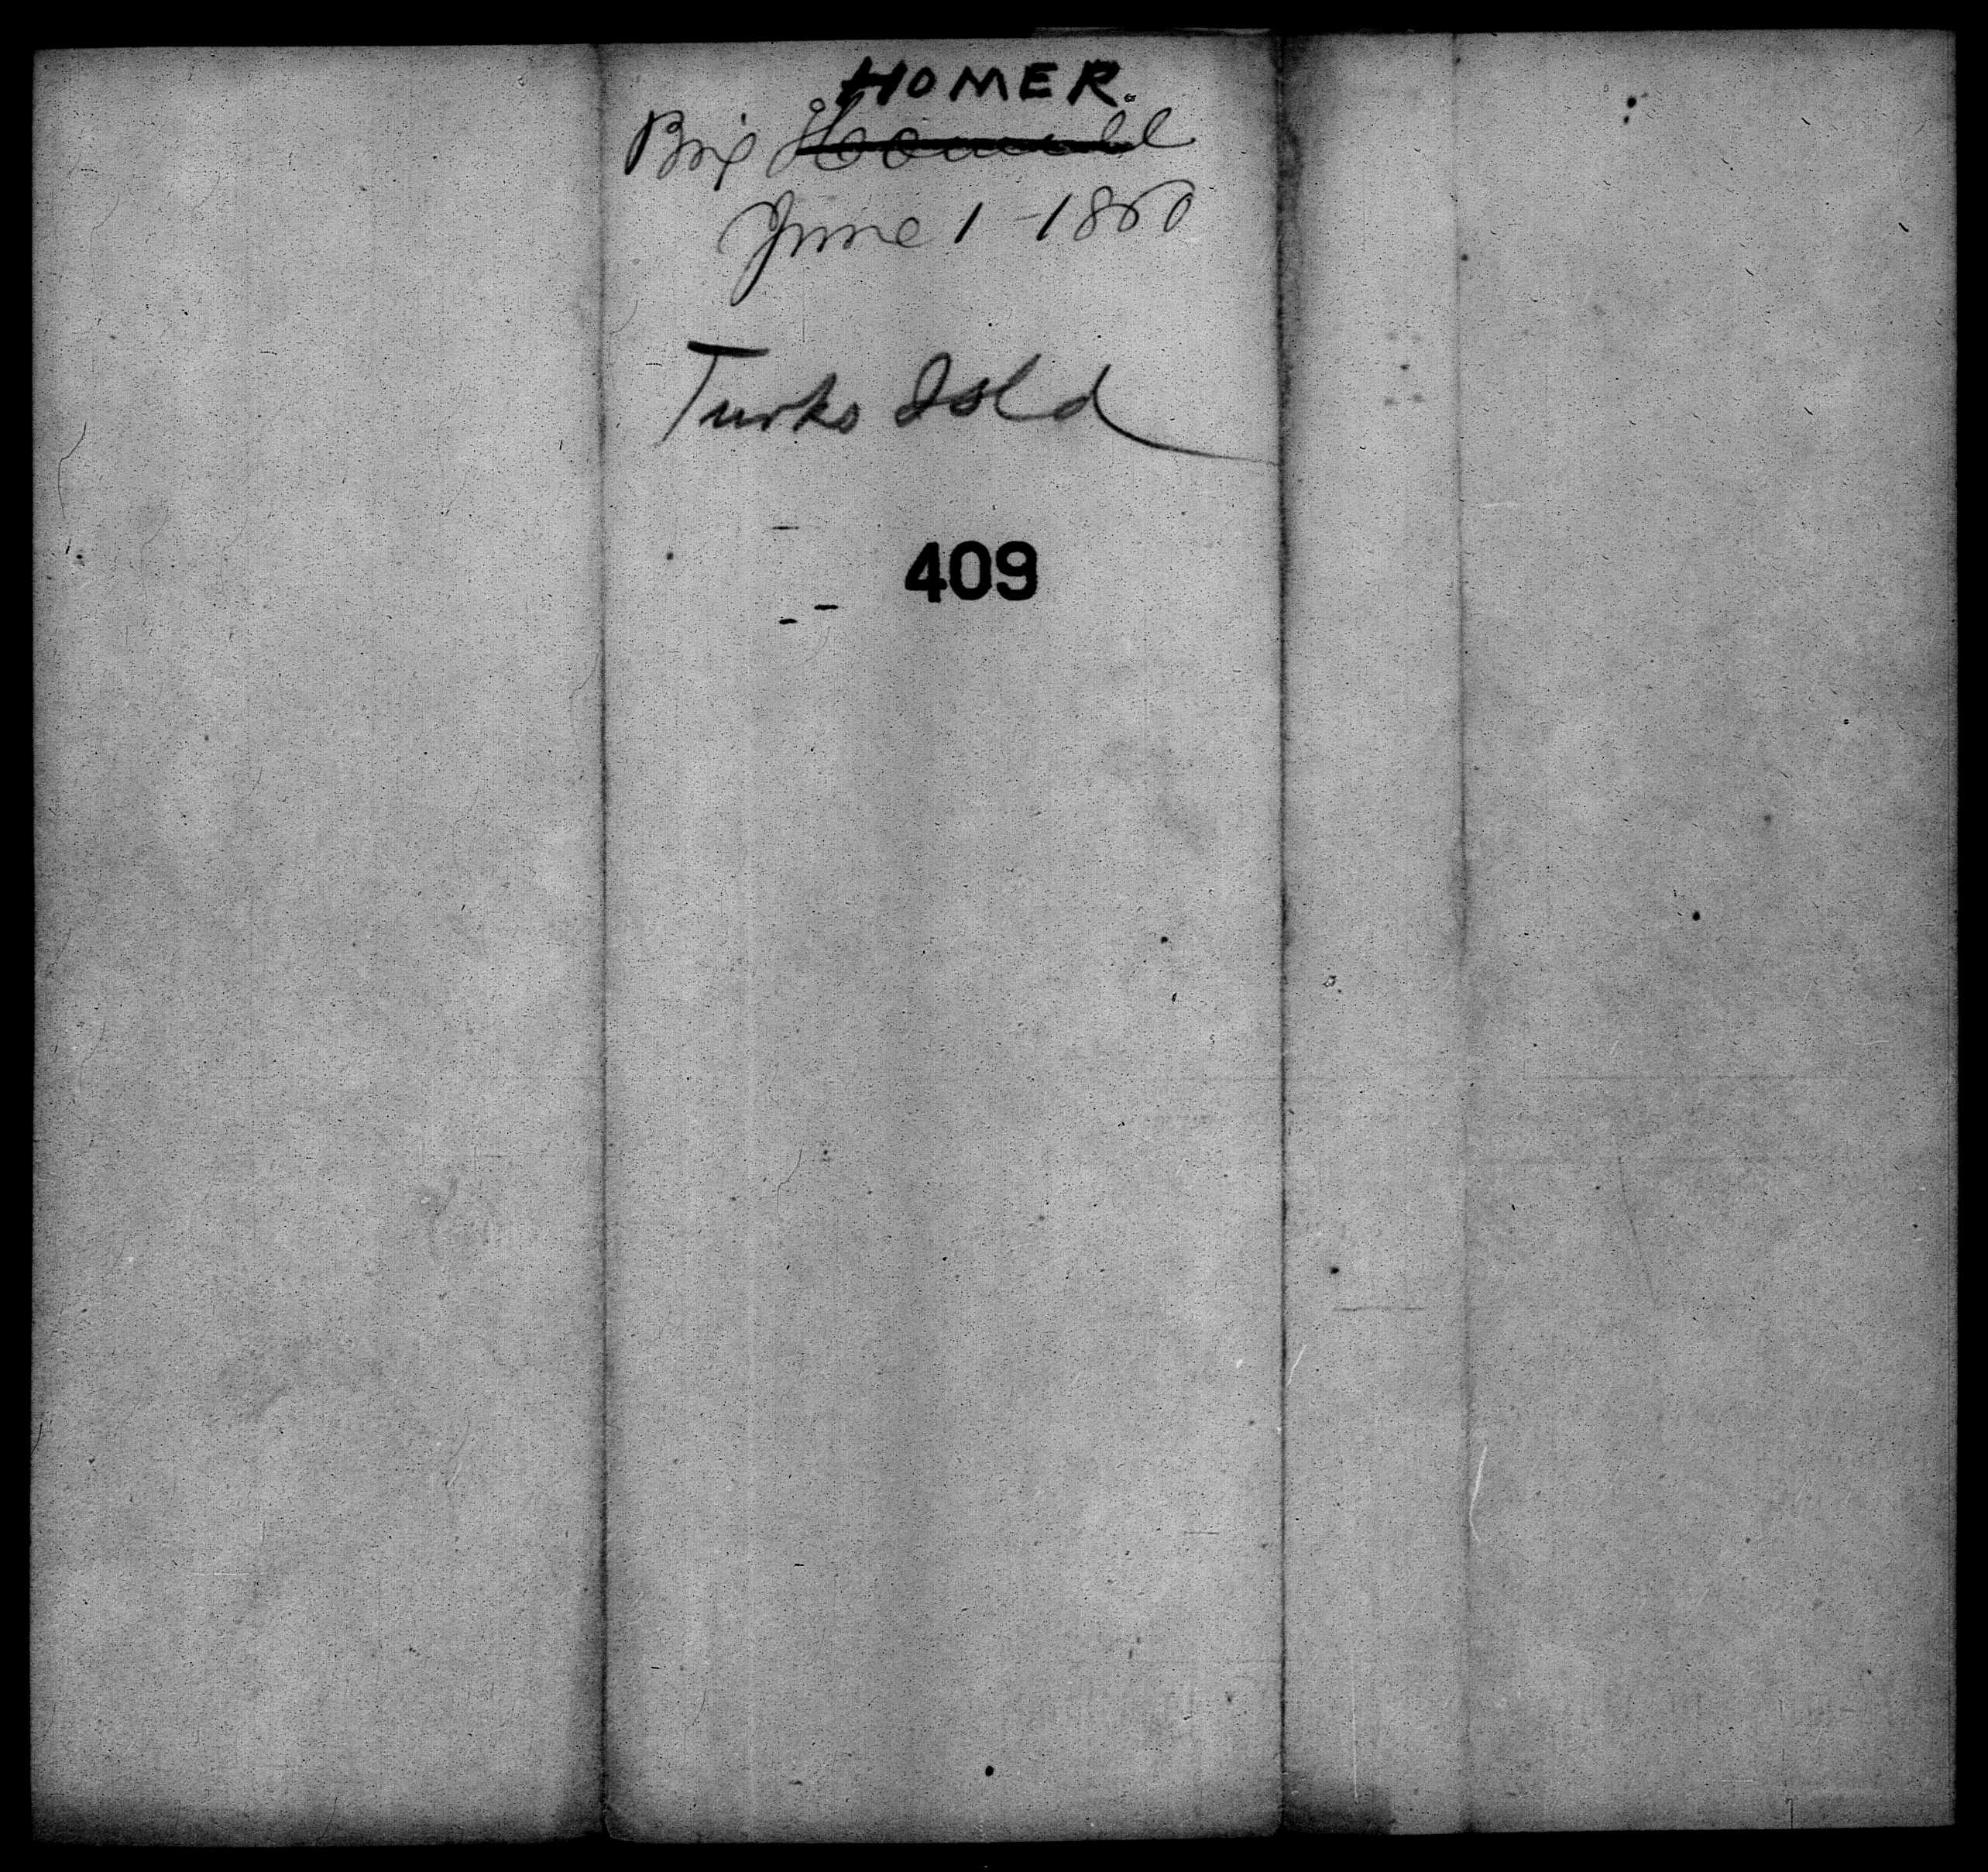 HOMER.
Brig
June 1-1860
Turks Isld
409